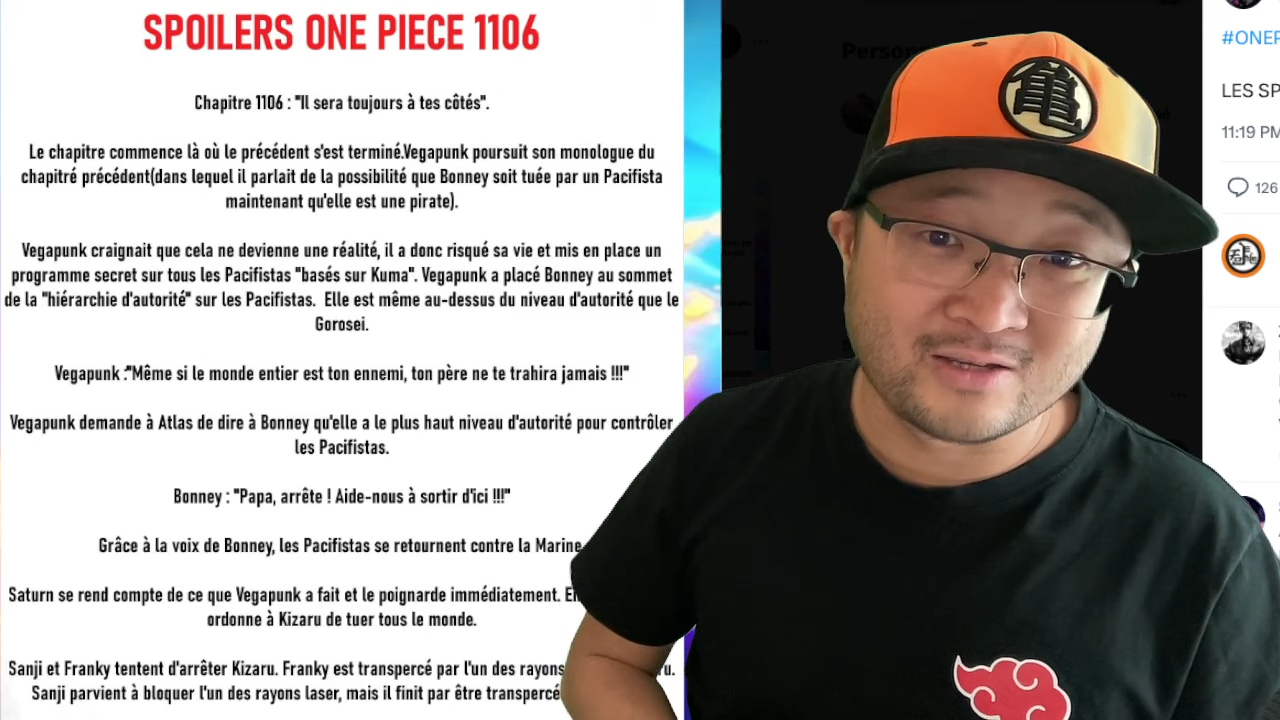 SPOILERS ONE PIECE 1106
Chapitre 1106 : "Il sera toujours à tes côtés".
Le chapitre commence là où le précédent s'est terminé.Vegapunk poursuit son monologue du
chapitré précédent(dans lequel il parlait de la possibilité que Bonney soit tuée par un Pacifista
maintenant qu'elle est une pirate).
Vegapunk craignait que cela ne devienne une réalité, il a donc risqué sa vie et mis en place un
programme secret sur tous les Pacifistas "basés sur Kuma". Vegapunk a placé Bonney au sommet
de la "hiérarchie d'autorité" sur les Pacifistas. Elle est même au-dessus du niveau d'autorité que le
Gorosei.
Vegapunk :"Même si le monde entier est ton ennemi, ton père ne te trahira jamais !!!"
Vegapunk demande à Atlas de dire à Bonney qu'elle a le plus haut niveau d'autorité pour contrôler
les Pacifistas.
Bonney : "Papa, arrête ! Aide-nous à sortir d'ici !!!"
Grâce à la voix de Bonney, les Pacifistas se retournent contre la Marine
Saturn se rend compte de ce que Vegapunk a fait et le poignarde immédiatement.
ordonne à Kizaru de tuer tous le monde.
Sanji et Franky tentent d'arrêter Kizaru. Franky est transpercé par l'un des rayons
Sanji parvient à bloquer l'un des rayons laser, mais il finit par être transpercé
亀
#ONEP
LES SP
11:19 PM
126